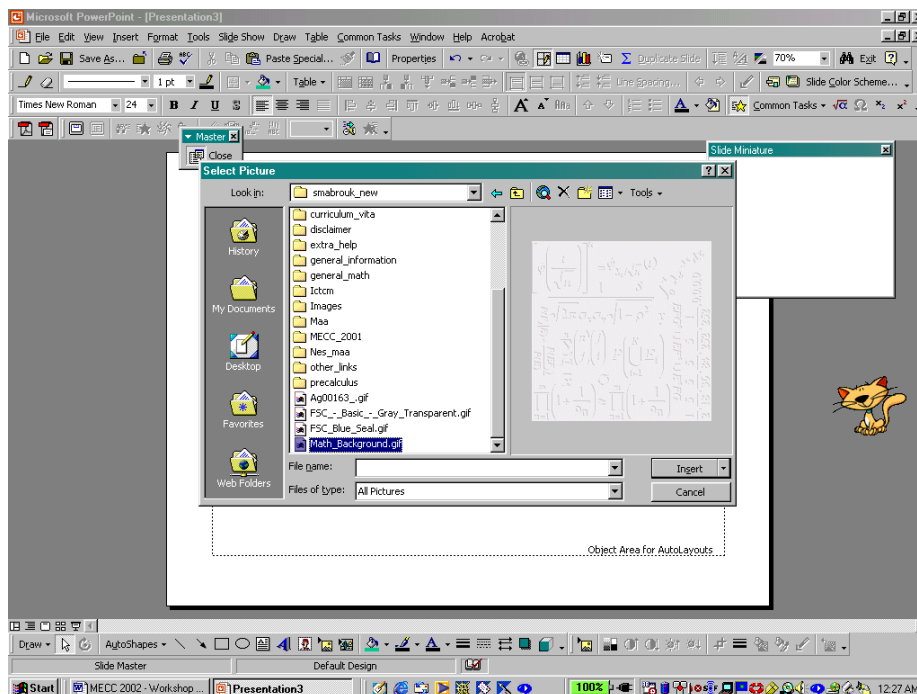 Microsoft PowerPoint - [Presentation3]
File Edit View Insert Format Tools Slide Show Draw Table Common Tasks Window Help Acrobat
Save As... Paste Special... Properties Duplicate Slide 70% Exit
1 pt Table Line Spacing... Slide Color Scheme...
Times New Roman 24 B I U S Common Tasks
Master
Close
Slide Miniature
Select Picture
Look in: smabrouk_new Tools
History
My Documents
Desktop
Favorites
Web Folders
curriculum_vita
disclaimer
extra_help
general_information
general_math
Ictcm
Images
Maa
MECC_2001
Nes_maa
other_links
precalculus
Ag00163_.gif
FSC_-_Basic_-_Gray_Transparent.gif
FSC_Blue_Seal.gif
Math_Background.gif
File name: Insert
Files of type: All Pictures Cancel
Object Area for AutoLayouts
Draw AutoShapes
Slide Master Default Design
Start MECC 2002 - Workshop ... Presentation3 100% 12:27 AM